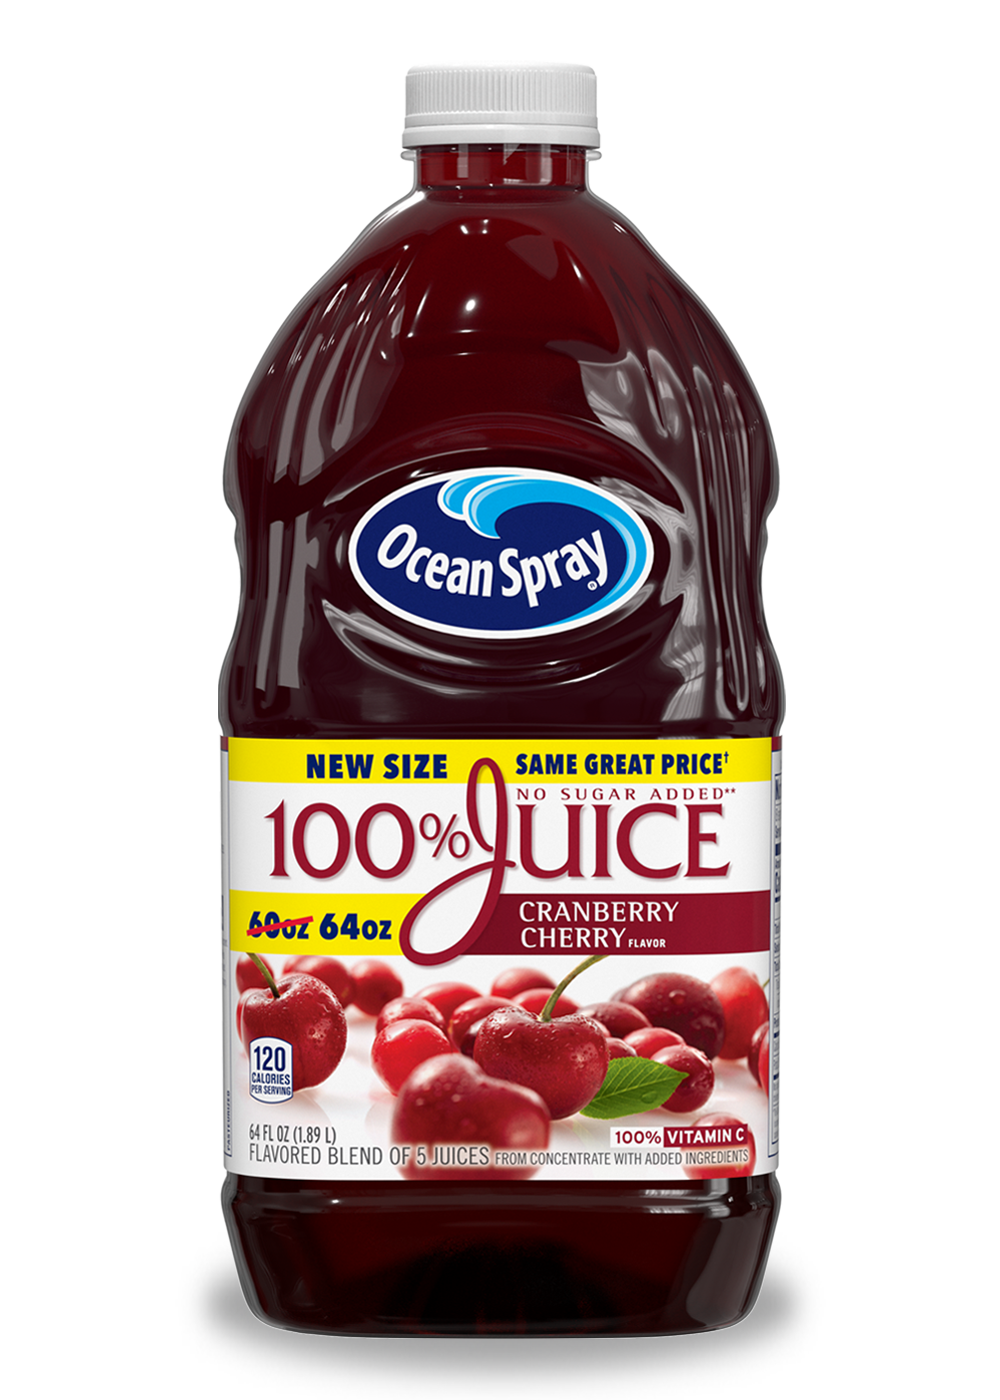 Ocean Spray®
NEW SIZE SAME GREAT PRICE†
NO SUGAR ADDED**
100% JUICE
60oz 64oz
CRANBERRY
CHERRY FLAVOR
120
CALORIES
PER SERVING
64 FL OZ (1.89 L)
100% VITAMIN C
FLAVORED BLEND OF 5 JUICES FROM CONCENTRATE WITH ADDED INGREDIENTS
PASTEURIZED